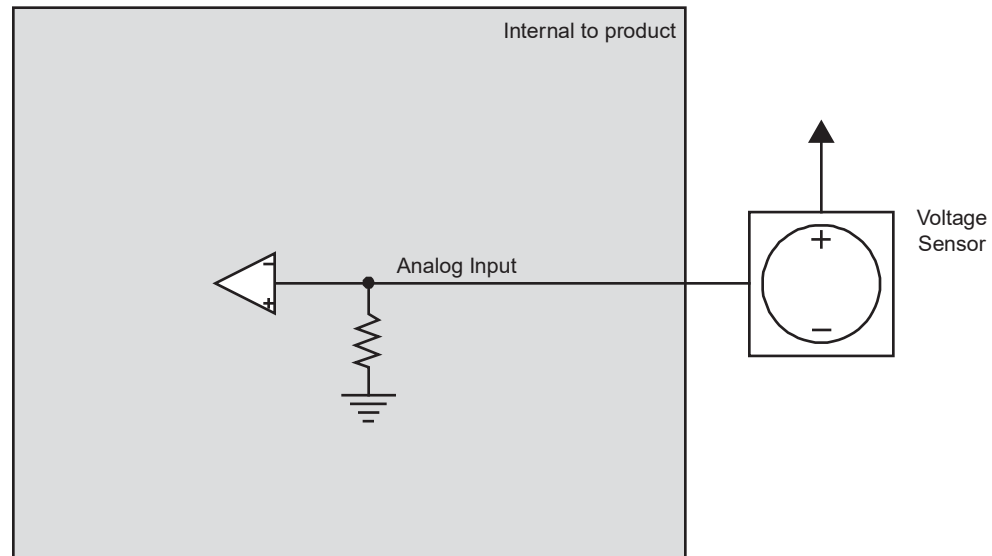 Internal to product
Voltage
Sensor
Analog Input
+
−
−
+